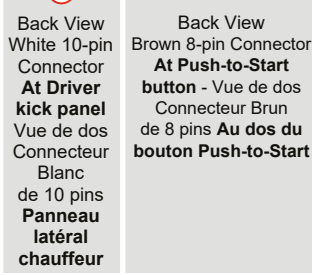 Back View
White 10-pin
Connector
At Driver
kick panel
Vue de dos
Connecteur
Blanc
de 10 pins
Panneau
latéral
chauffeur
Back View
Brown 8-pin Connector
At Push-to-Start
button - Vue de dos
Connecteur Brun
de 8 pins Au dos du
bouton Push-to-Start